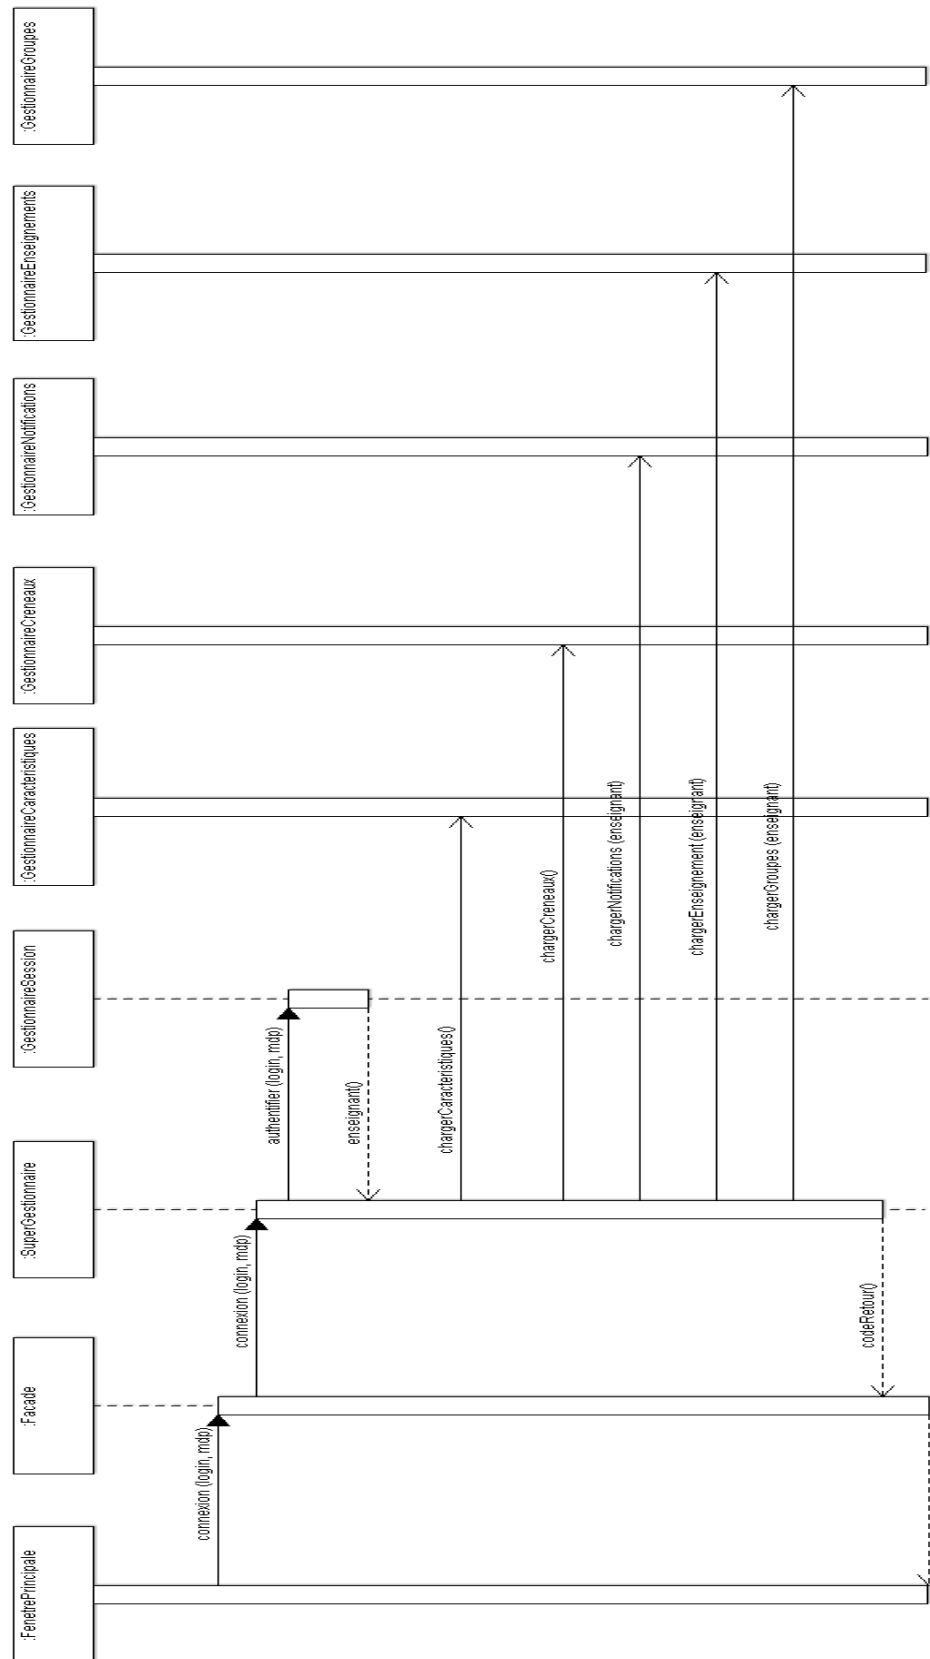 :FenetrePrincipale
:Facade
:SuperGestionnaire
:GestionnaireSession
:GestionnaireCaracteristiques
:GestionnaireCreneaux
:GestionnaireNotifications
:GestionnaireEnseignements
:GestionnaireGroupes
connexion (login, mdp)
connexion (login, mdp)
authentifier (login, mdp)
enseignant()
chargerCaracteristiques()
chargerCreneaux()
chargerNotifications (enseignant)
chargerEnseignement (enseignant)
chargerGroupes (enseignant)
codeRetour()